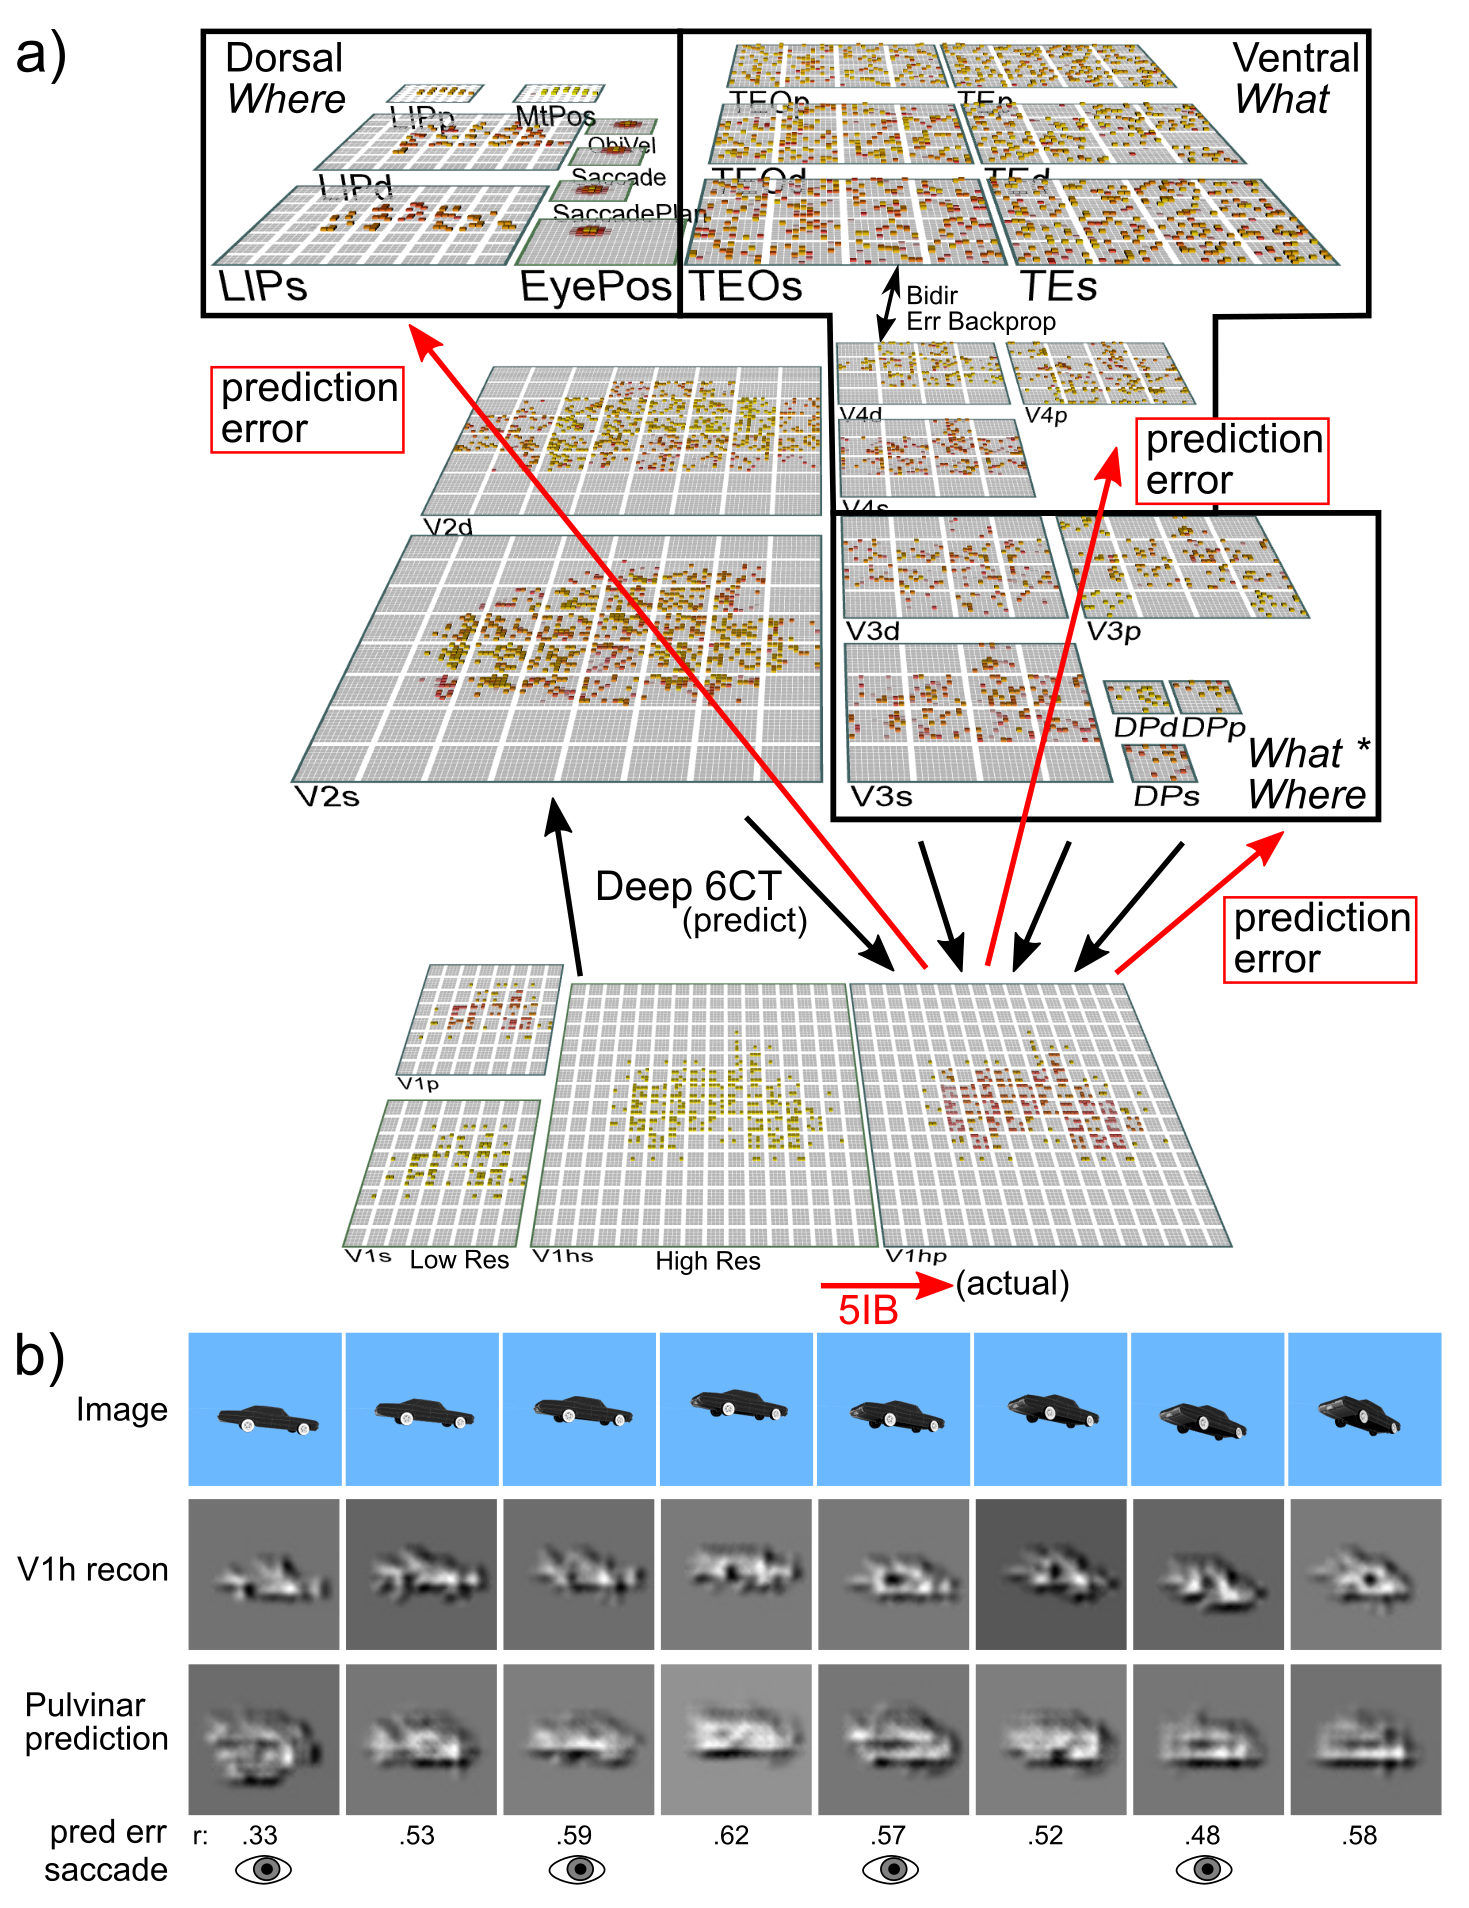 a)
Dorsal
Where
LIPp
MtPos
ObjVel
LIPd
Saccade
SaccadePlan
LIPs
EyePos
Ventral
What
TEOp
TEp
TEOd
TEd
TEOs
TEs
Bidir
Err Backprop
prediction
error
V4d
V4p
prediction
error
V4s
V2d
V3d
V3p
V2s
V3s
DPd
DPp
DPs
What *
Where
Deep 6CT
(predict)
prediction
error
V1p
V1s
Low Res
V1hs
High Res
V1hp
5IB
(actual)
b)
Image
V1h recon
Pulvinar
prediction
pred err r: .33 .53 .59 .62 .57 .52 .48 .58
saccade